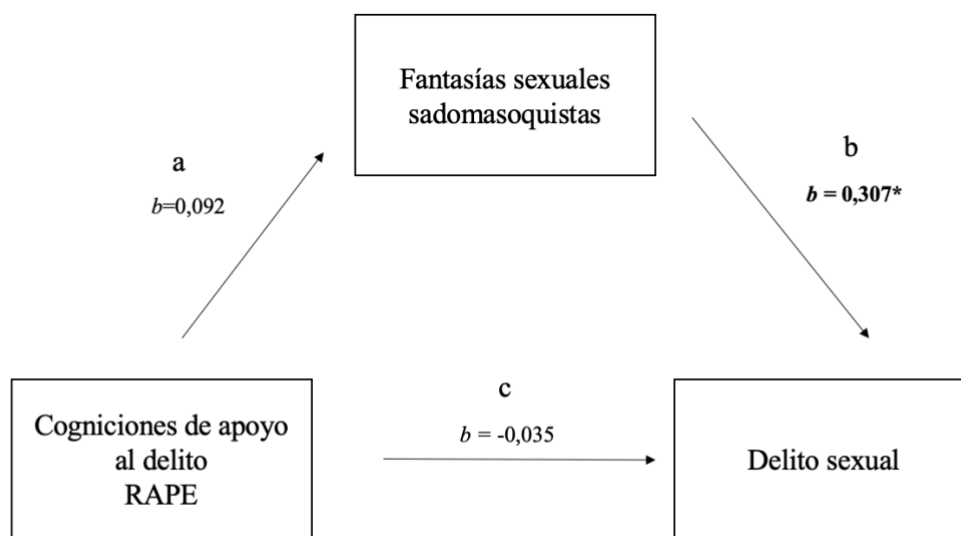 Fantasías sexuales
sadomasoquistas
a
b=0,092
b
b = 0,307*
c
b = -0,035
Cogniciones de apoyo
al delito
RAPE
Delito sexual